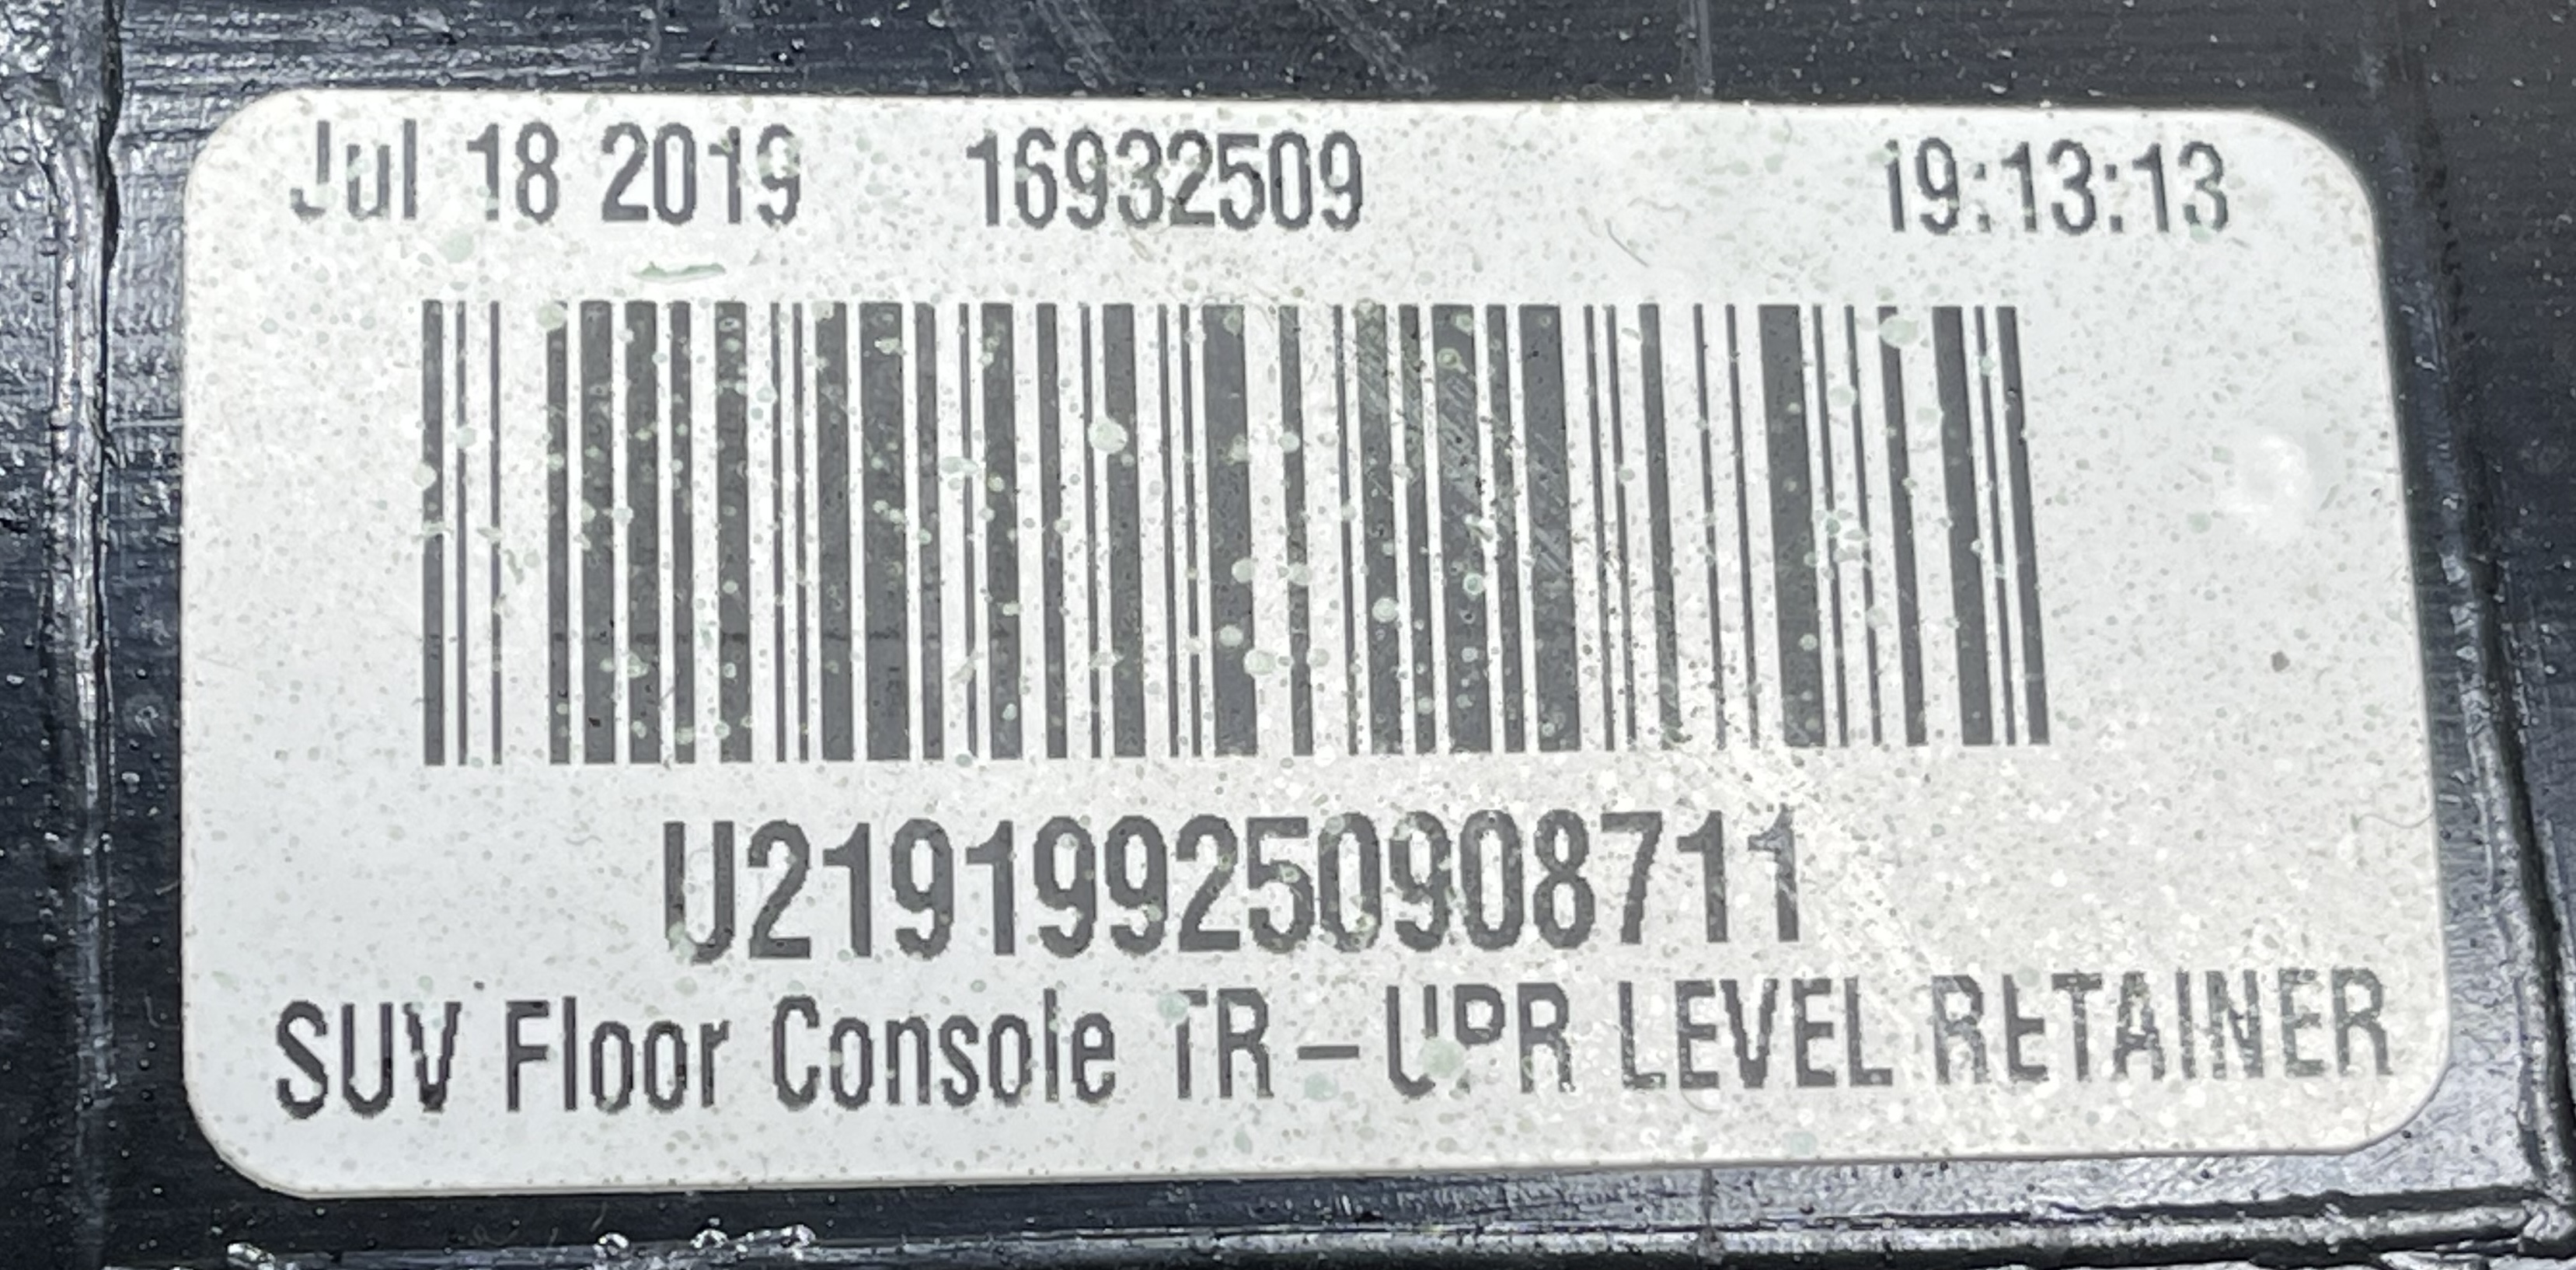 Jul 18 2019 16932509 19:13:13
U219199250908711
SUV Floor Console TR - UPR LEVEL RETAINER